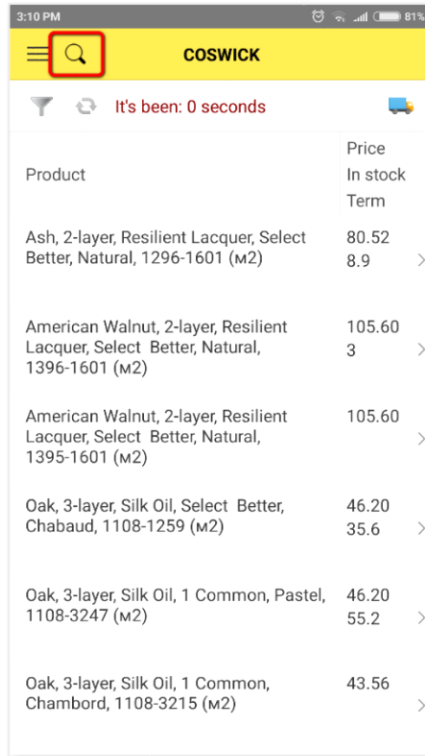 3:10 PM 81%
COSWICK
It's been: 0 seconds
Price
Product In stock
Term
Ash, 2-layer, Resilient Lacquer, Select 80.52
Better, Natural, 1296-1601 (м2) 8.9
American Walnut, 2-layer, Resilient 105.60
Lacquer, Select Better, Natural, 3
1396-1601 (м2)
American Walnut, 2-layer, Resilient 105.60
Lacquer, Select Better, Natural,
1395-1601 (м2)
Oak, 3-layer, Silk Oil, Select Better, 46.20
Chabaud, 1108-1259 (м2) 35.6
Oak, 3-layer, Silk Oil, 1 Common, Pastel, 46.20
1108-3247 (м2) 55.2
Oak, 3-layer, Silk Oil, 1 Common, 43.56
Chambord, 1108-3215 (м2)